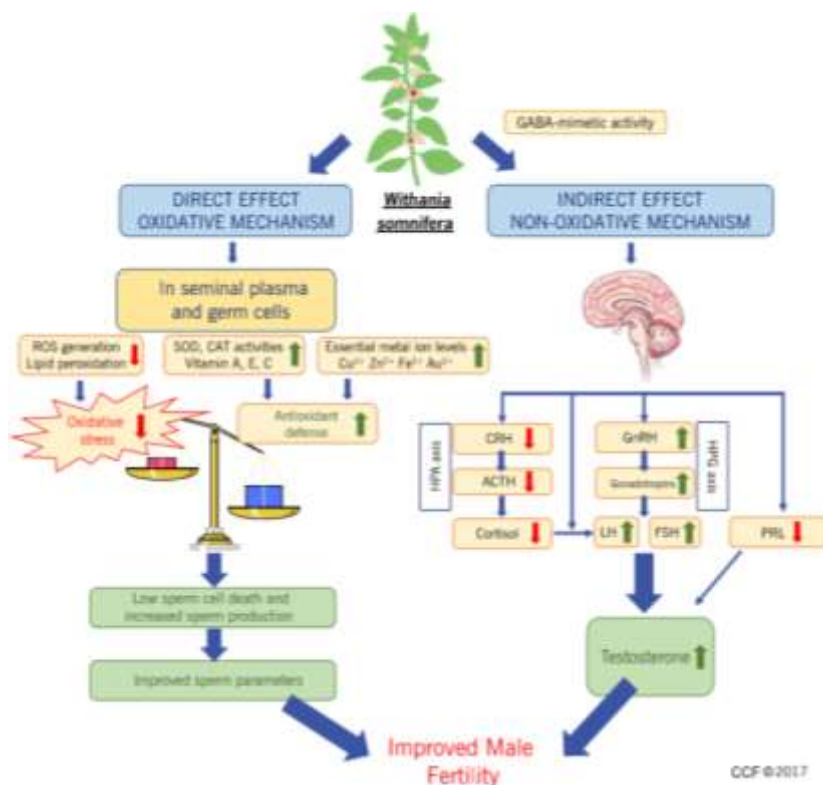 GABA-mimetic activity
DIRECT EFFECT
OXIDATIVE MECHANISM
Withania
somnifera
INDIRECT EFFECT
NON-OXIDATIVE MECHANISM
In seminal plasma
and germ cells
ROS generation
Lipid peroxidation
SOD, CAT activities
Vitamin A, E, C
Essential metal ion levels
Cu²⁺ Zn²⁺ Fe²⁺ Au²⁺
Oxidative
stress
Antioxidant
defense
HPA axis
CRH
ACTH
Cortisol
GnRH
Gonadotropins
HPG axis
LH
FSH
PRL
Low sperm cell death and
increased sperm production
Improved sperm parameters
Testosterone
Improved Male
Fertility
CCF ©2017